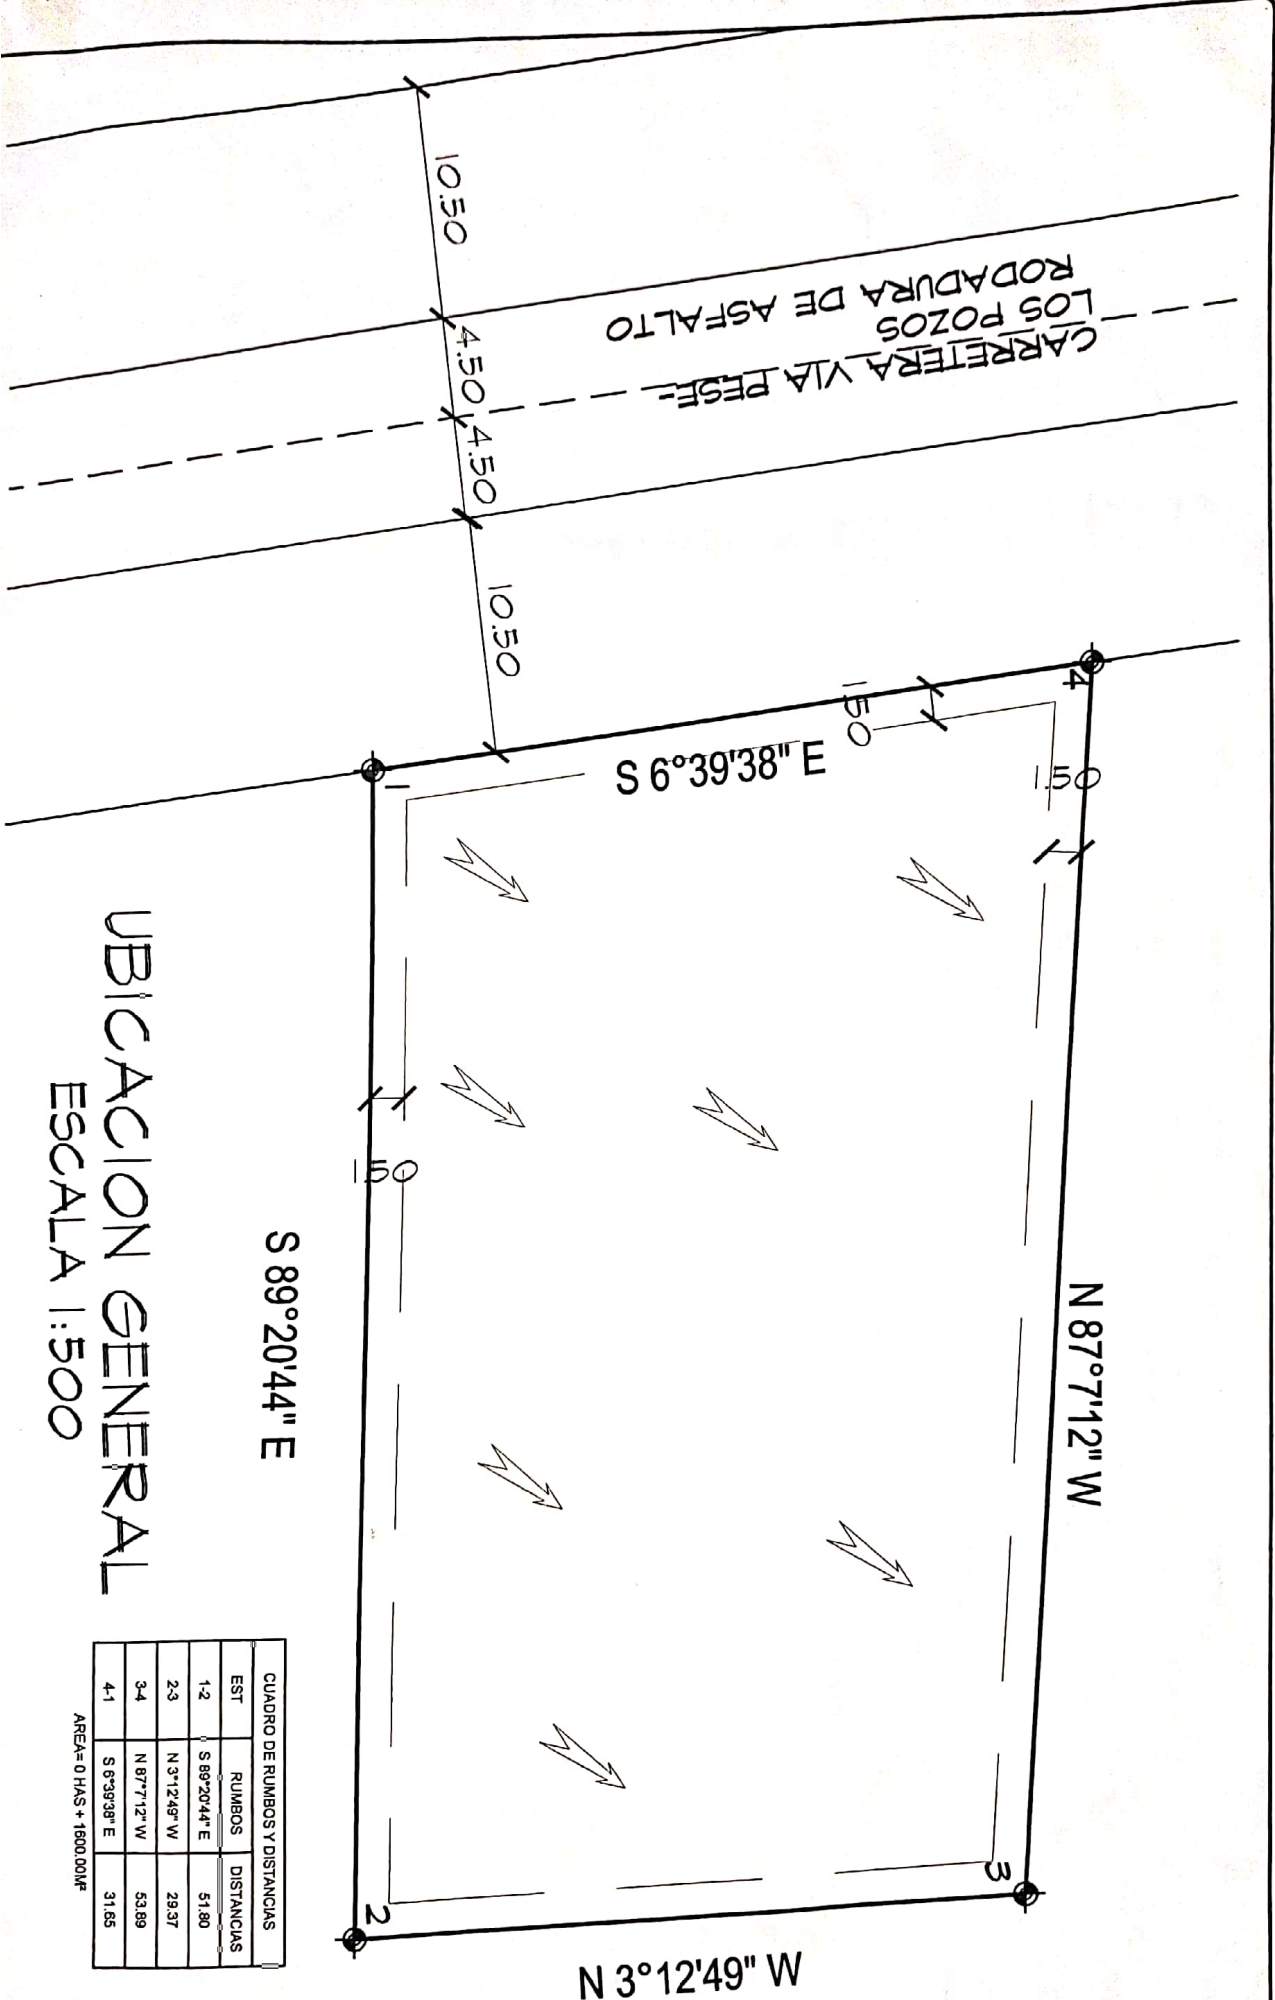 10.50
4.50
4.50
10.50
CARRETERA VIA PESE-
LOS POZOS
RODADURA DE ASFALTO
4
1.50
S 6°39'38" E
1.50
1
1.50
N 87°7'12" W
S 89°20'44" E
3
2
N 3°12'49" W
UBICACION GENERAL
ESCALA 1:500
CUADRO DE RUMBOS Y DISTANCIAS
EST RUMBOS DISTANCIAS
1-2 S 89°20'44" E 51.80
2-3 N 3°12'49" W 29.37
3-4 N 87°7'12" W 53.89
4-1 S 6°39'38" E 31.65
AREA= 0 HAS + 1600.00M²